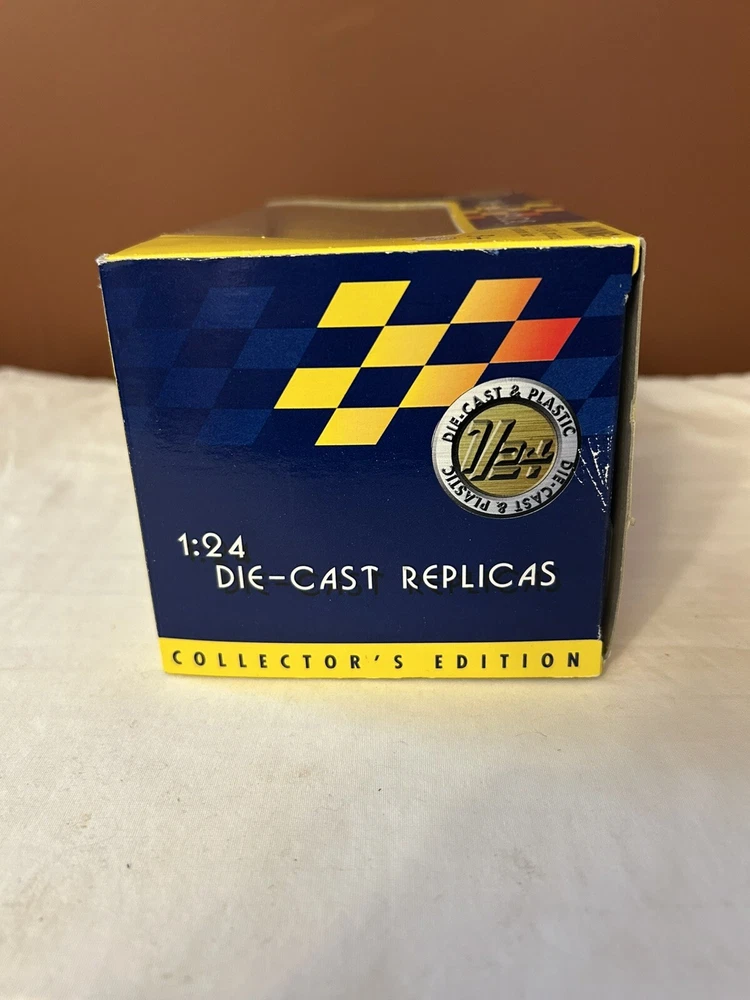 DIE-CAST & PLASTIC
1/24
DIE-CAST & PLASTIC
1:24
DIE-CAST REPLICAS
COLLECTOR'S EDITION